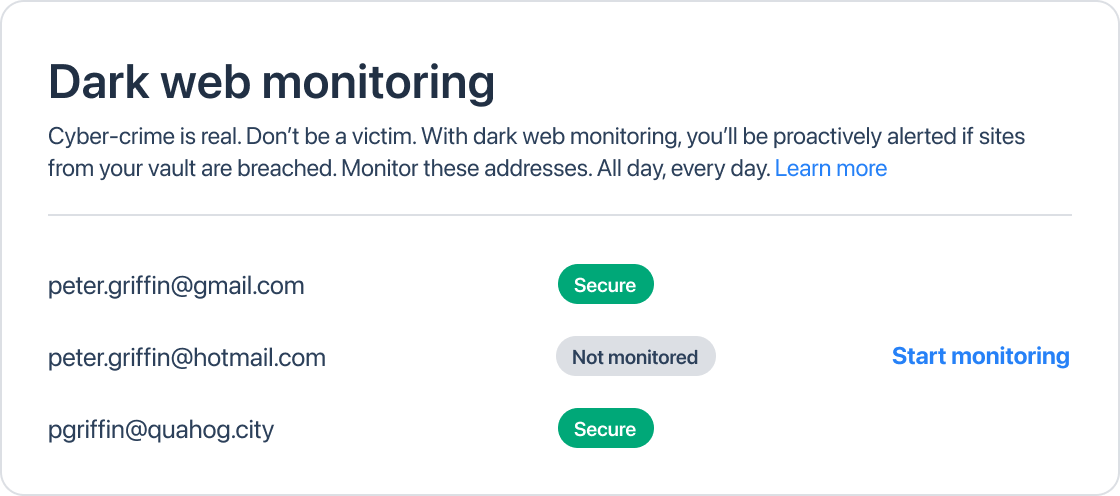 Dark web monitoring
Cyber-crime is real. Don’t be a victim. With dark web monitoring, you’ll be proactively alerted if sites
from your vault are breached. Monitor these addresses. All day, every day. Learn more
peter.griffin@gmail.com Secure
peter.griffin@hotmail.com Not monitored Start monitoring
pgriffin@quahog.city Secure